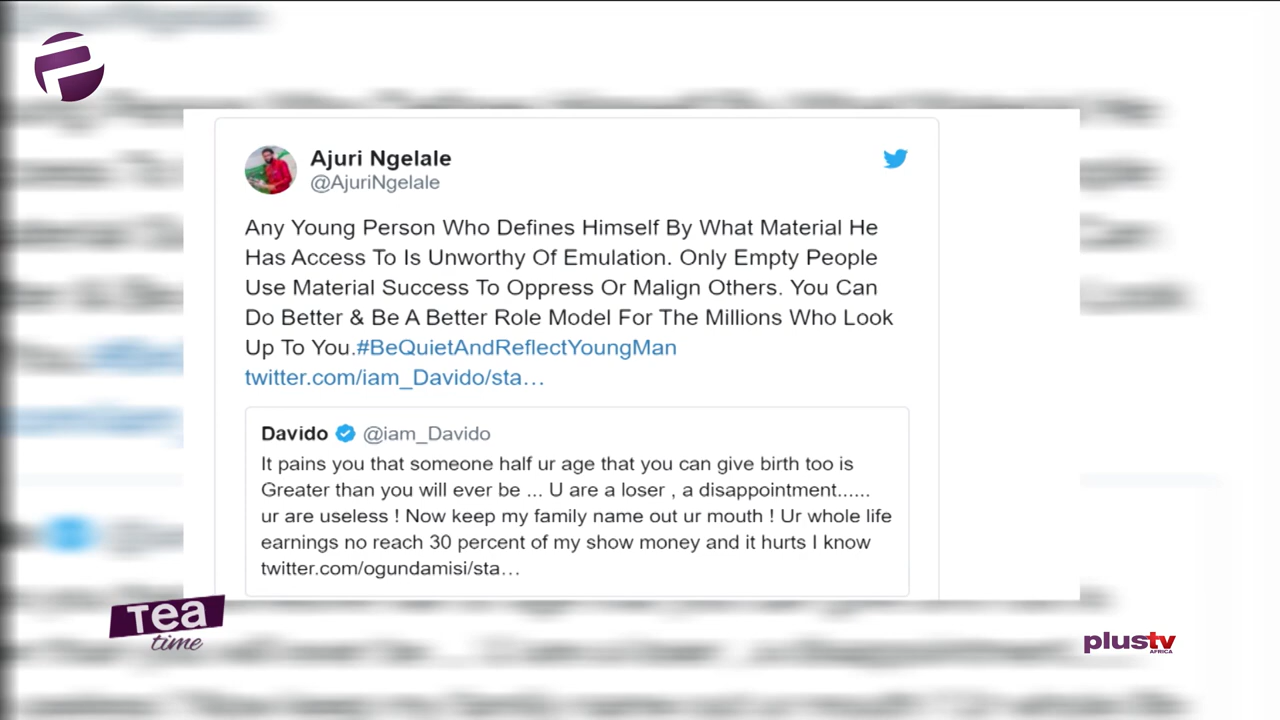 Ajuri Ngelale
@AjuriNgelale
Any Young Person Who Defines Himself By What Material He
Has Access To Is Unworthy Of Emulation. Only Empty People
Use Material Success To Oppress Or Malign Others. You Can
Do Better & Be A Better Role Model For The Millions Who Look
Up To You.#BeQuietAndReflectYoungMan
twitter.com/iam_Davido/sta…
Davido @iam_Davido
It pains you that someone half ur age that you can give birth too is
Greater than you will ever be ... U are a loser , a disappointment......
ur are useless ! Now keep my family name out ur mouth ! Ur whole life
earnings no reach 30 percent of my show money and it hurts I know
twitter.com/ogundamisi/sta…
Tea
time
plustv
AFRICA